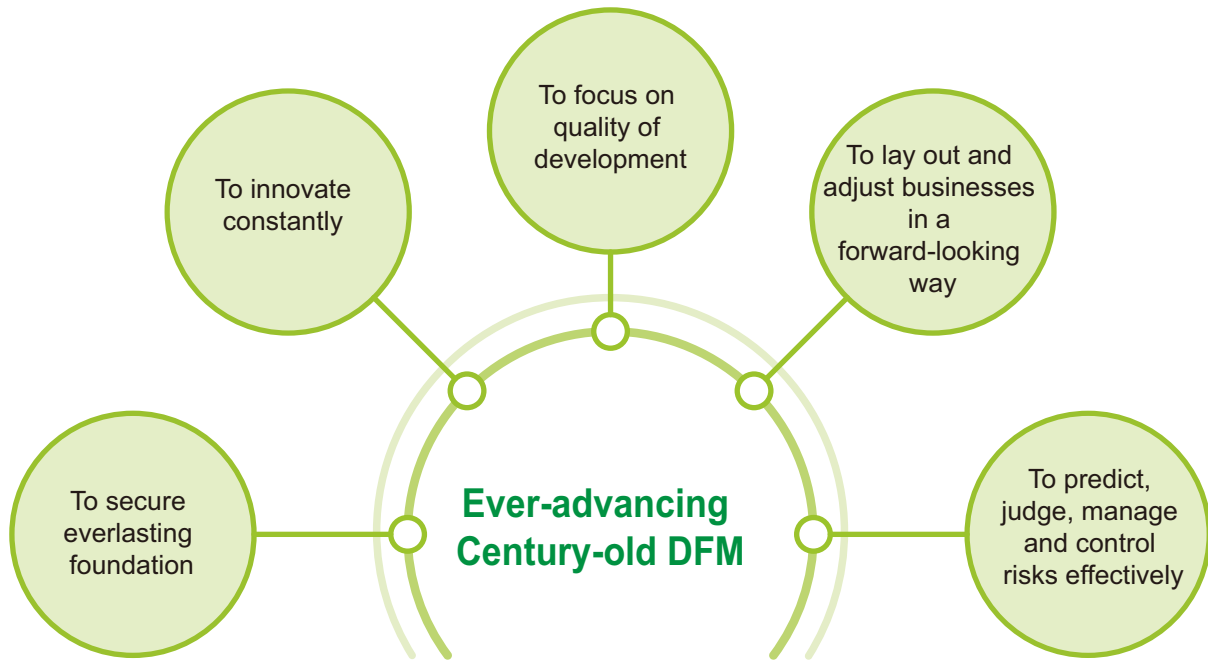 To focus on
quality of
development
To innovate
constantly
To lay out and
adjust businesses
in a
forward-looking
way
To secure
everlasting
foundation
Ever-advancing
Century-old DFM
To predict,
judge, manage
and control
risks effectively